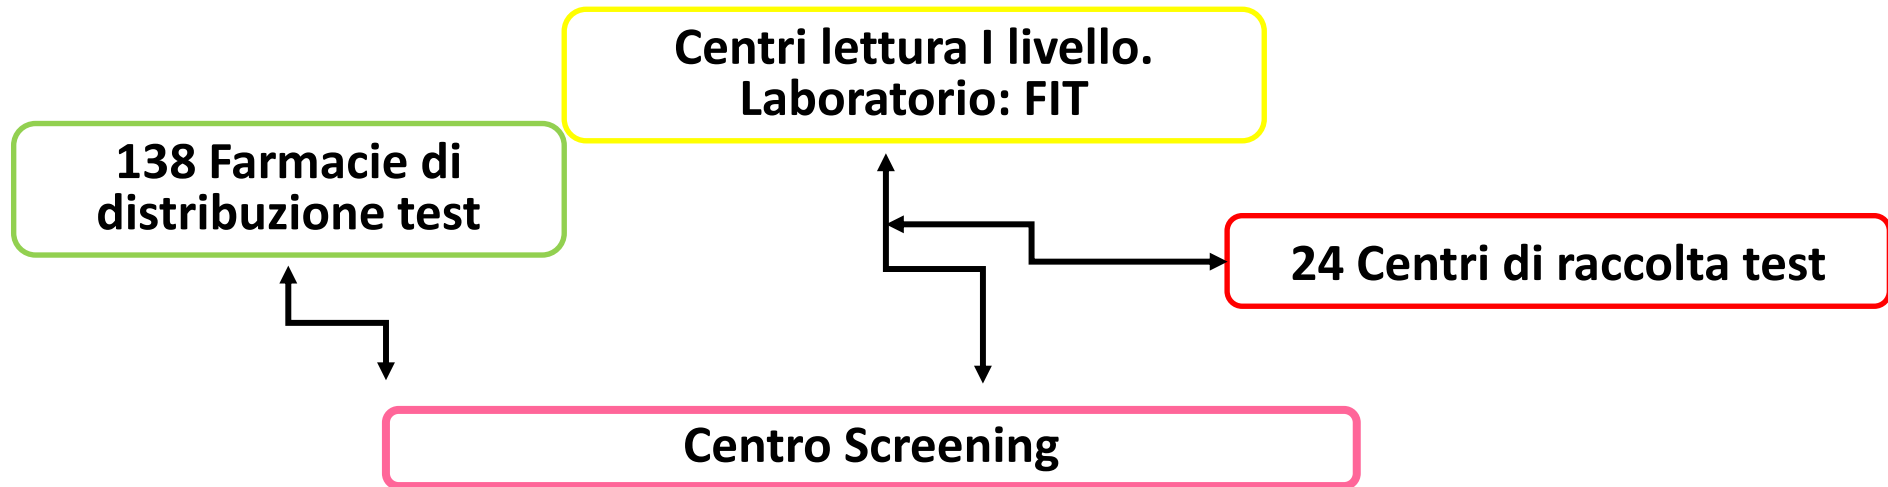 Centri lettura I livello.
Laboratorio: FIT
138 Farmacie di
distribuzione test
24 Centri di raccolta test
Centro Screening